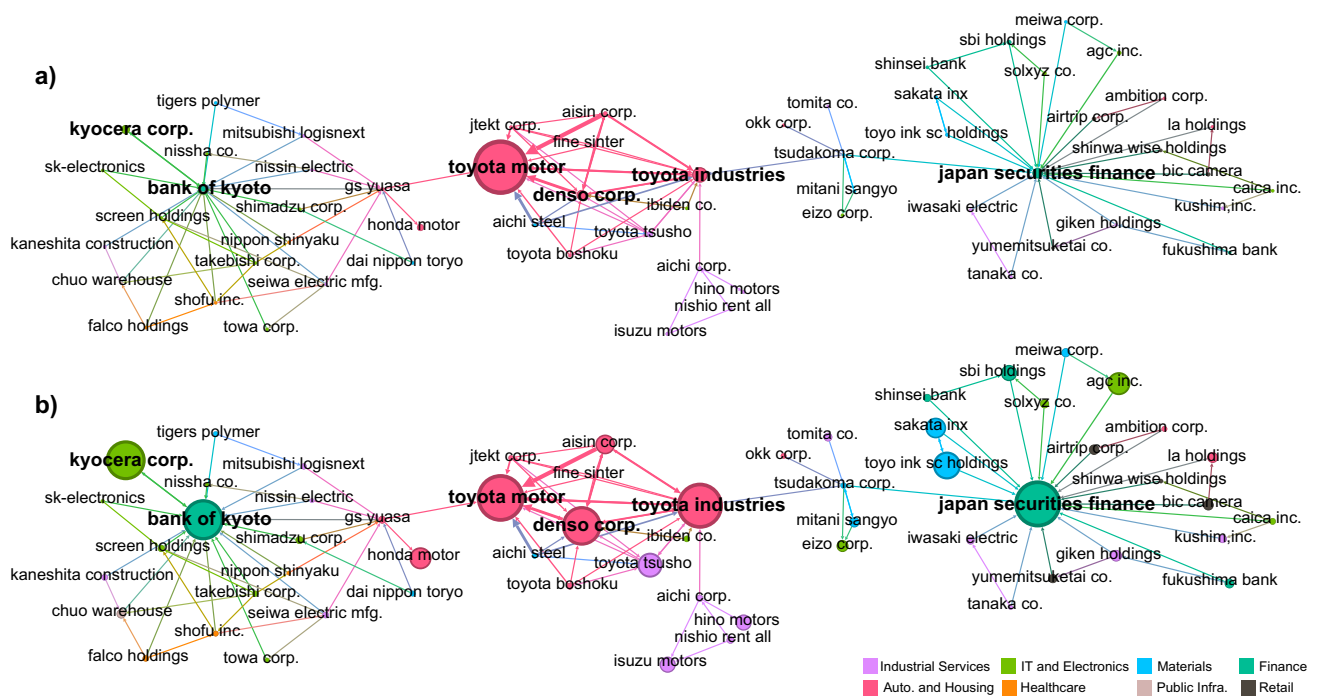 a)
meiwa corp.
sbi holdings
agc inc.
shinsei bank
solxyz co.
tigers polymer
sakata inx
ambition corp.
aisin corp.
tomita co.
airtrip corp.
la holdings
kyocera corp.
mitsubishi logisnext
jtekt corp.
okk corp.
toyo ink sc holdings
nissha co.
fine sinter
tsudakoma corp.
shinwa wise holdings
sk-electronics
nissin electric
toyota motor
toyota industries
japan securities finance
bic camera
bank of kyoto
gs yuasa
denso corp.
mitani sangyo
caica inc.
shimadzu corp.
ibiden co.
eizo corp.
iwasaki electric
kushim,inc.
screen holdings
honda motor
aichi steel
toyota tsusho
giken holdings
kaneshita construction
nippon shinyaku
toyota boshoku
yumemitsuketai co.
fukushima bank
takebishi corp.
dai nippon toryo
aichi corp.
tanaka co.
chuo warehouse
seiwa electric mfg.
hino motors
shofu inc.
nishio rent all
falco holdings
towa corp.
isuzu motors
b)
meiwa corp.
sbi holdings
agc inc.
shinsei bank
solxyz co.
tigers polymer
sakata inx
ambition corp.
aisin corp.
tomita co.
airtrip corp.
la holdings
kyocera corp.
mitsubishi logisnext
jtekt corp.
okk corp.
toyo ink sc holdings
nissha co.
fine sinter
tsudakoma corp.
shinwa wise holdings
sk-electronics
nissin electric
toyota motor
toyota industries
japan securities finance
bic camera
bank of kyoto
gs yuasa
denso corp.
mitani sangyo
caica inc.
shimadzu corp.
ibiden co.
eizo corp.
iwasaki electric
kushim,inc.
screen holdings
honda motor
aichi steel
toyota tsusho
giken holdings
kaneshita construction
nippon shinyaku
toyota boshoku
yumemitsuketai co.
fukushima bank
takebishi corp.
dai nippon toryo
aichi corp.
tanaka co.
chuo warehouse
seiwa electric mfg.
hino motors
shofu inc.
nishio rent all
falco holdings
towa corp.
isuzu motors
Industrial Services
IT and Electronics
Materials
Finance
Auto. and Housing
Healthcare
Public Infra.
Retail